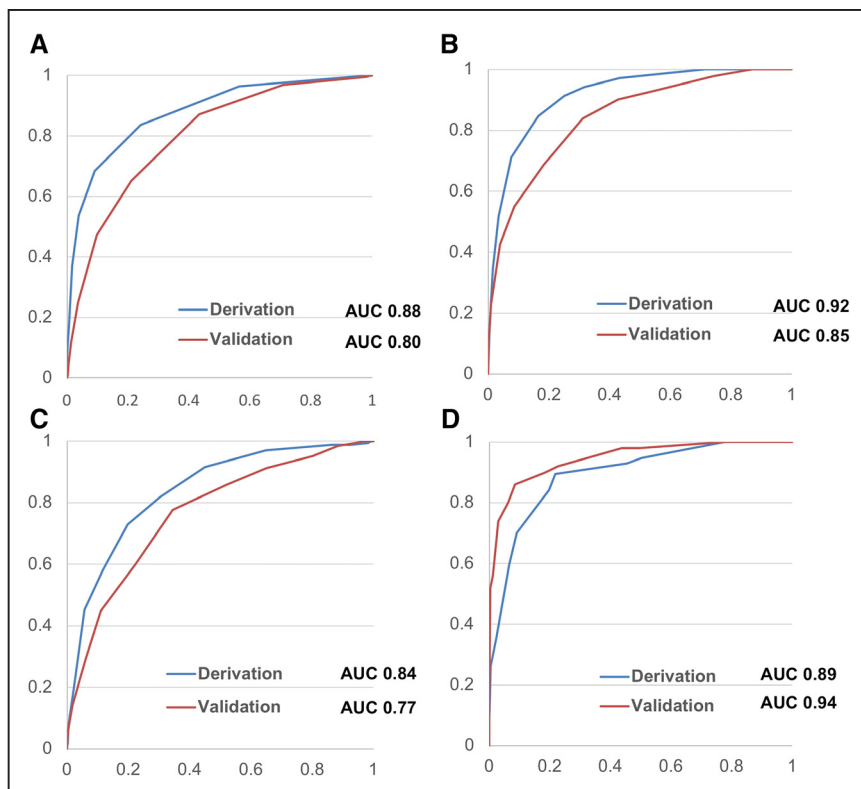 A
1
0.8
0.6
0.4
0.2
0
Derivation AUC 0.88
Validation AUC 0.80
0 0.2 0.4 0.6 0.8 1
B
1
0.8
0.6
0.4
0.2
0
Derivation AUC 0.92
Validation AUC 0.85
0 0.2 0.4 0.6 0.8 1
C
1
0.8
0.6
0.4
0.2
0
Derivation AUC 0.84
Validation AUC 0.77
0 0.2 0.4 0.6 0.8 1
D
1
0.8
0.6
0.4
0.2
0
Derivation AUC 0.89
Validation AUC 0.94
0 0.2 0.4 0.6 0.8 1